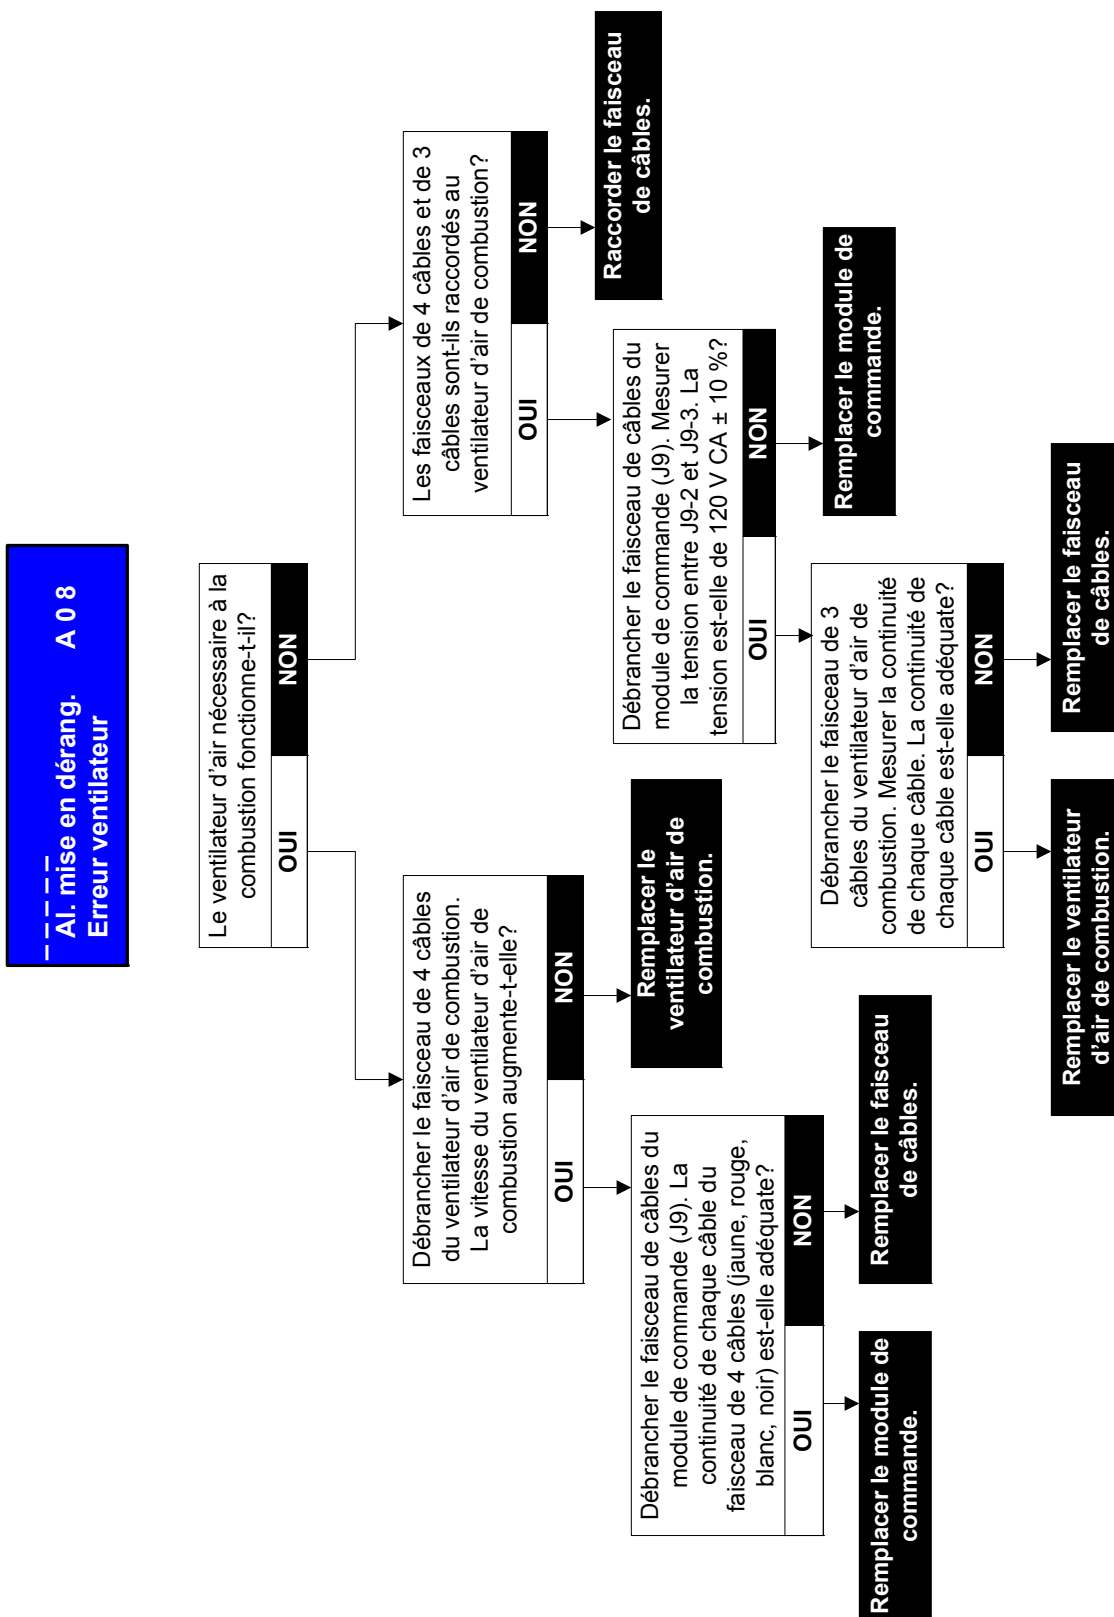 _ _ _ _ _
Al. mise en dérang. A 0 8
Erreur ventilateur
Le ventilateur d'air nécessaire à la
combustion fonctionne-t-il?
OUI NON
Débrancher le faisceau de 4 câbles
du ventilateur d'air de combustion.
La vitesse du ventilateur d'air de
combustion augmente-t-elle?
OUI NON
Les faisceaux de 4 câbles et de 3
câbles sont-ils raccordés au
ventilateur d'air de combustion?
OUI NON
Raccorder le faisceau
de câbles.
Débrancher le faisceau de câbles du
module de commande (J9). La
continuité de chaque câble du
faisceau de 4 câbles (jaune, rouge,
blanc, noir) est-elle adéquate?
OUI NON
Remplacer le
ventilateur d'air de
combustion.
Débrancher le faisceau de câbles du
module de commande (J9). Mesurer
la tension entre J9-2 et J9-3. La
tension est-elle de 120 V CA ± 10 %?
OUI NON
Remplacer le module de
commande.
Remplacer le faisceau
de câbles.
Débrancher le faisceau de 3
câbles du ventilateur d'air de
combustion. Mesurer la continuité
de chaque câble. La continuité de
chaque câble est-elle adéquate?
OUI NON
Remplacer le module de
commande.
Remplacer le ventilateur
d'air de combustion.
Remplacer le faisceau
de câbles.